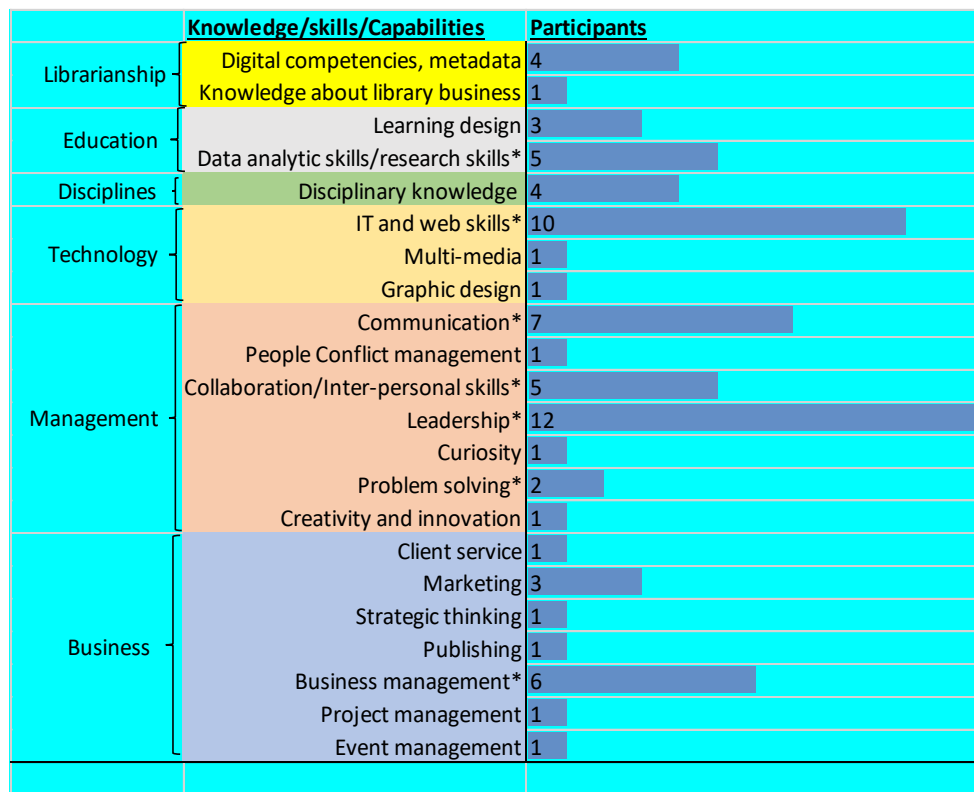 Knowledge/skills/Capabilities Participants
Librarianship
Digital competencies, metadata 4
Knowledge about library business 1
Education
Learning design 3
Data analytic skills/research skills* 5
Disciplines Disciplinary knowledge 4
Technology
IT and web skills* 10
Multi-media 1
Graphic design 1
Management
Communication* 7
People Conflict management 1
Collaboration/Inter-personal skills* 5
Leadership* 12
Curiosity 1
Problem solving* 2
Creativity and innovation 1
Business
Client service 1
Marketing 3
Strategic thinking 1
Publishing 1
Business management* 6
Project management 1
Event management 1